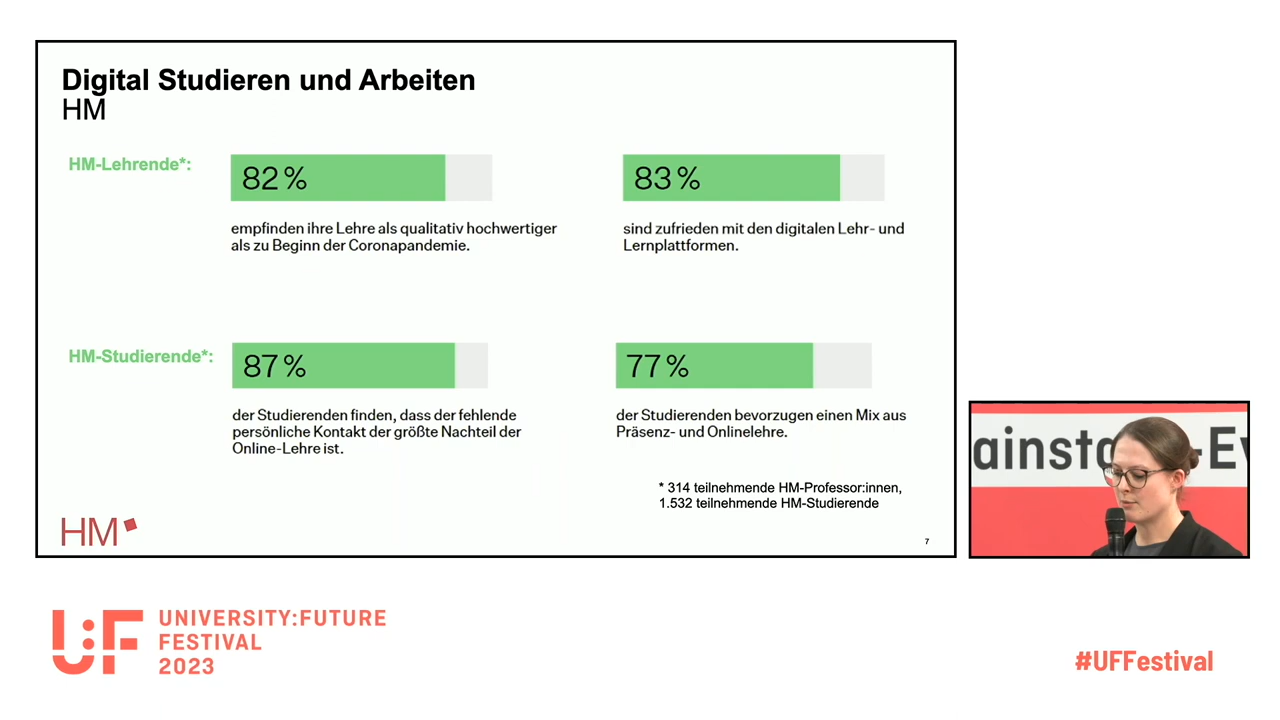 Digital Studieren und Arbeiten
HM
HM-Lehrende*:
82 %
empfinden ihre Lehre als qualitativ hochwertiger
als zu Beginn der Coronapandemie.
83 %
sind zufrieden mit den digitalen Lehr- und
Lernplattformen.
HM-Studierende*:
87 %
der Studierenden finden, dass der fehlende
persönliche Kontakt der größte Nachteil der
Online-Lehre ist.
77 %
der Studierenden bevorzugen einen Mix aus
Präsenz- und Onlinelehre.
* 314 teilnehmende HM-Professor:innen,
1.532 teilnehmende HM-Studierende
HM
7
U:F
UNIVERSITY:FUTURE
FESTIVAL
2023
#UFFestival